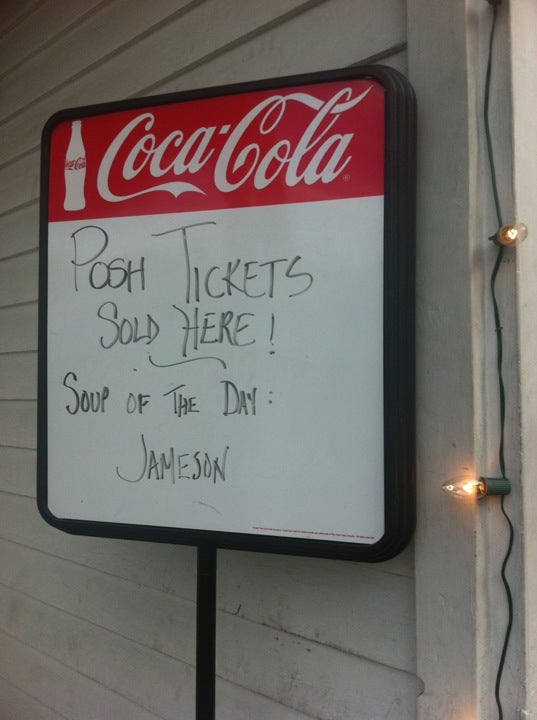 Coca-Cola
POSH TICKETS
SOLD HERE!
SOUP OF THE DAY:
JAMESON